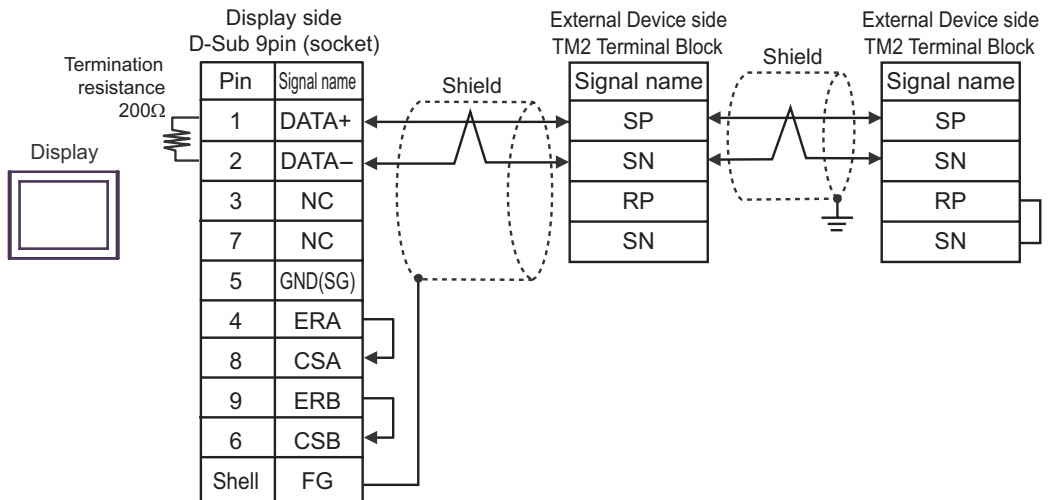 Display side
D-Sub 9pin (socket)
External Device side
TM2 Terminal Block
External Device side
TM2 Terminal Block
Termination
resistance
200Ω
Display
Shield
Shield
Pin Signal name
1 DATA+
2 DATA–
3 NC
7 NC
5 GND(SG)
4 ERA
8 CSA
9 ERB
6 CSB
Shell FG
Signal name
SP
SN
RP
SN
Signal name
SP
SN
RP
SN